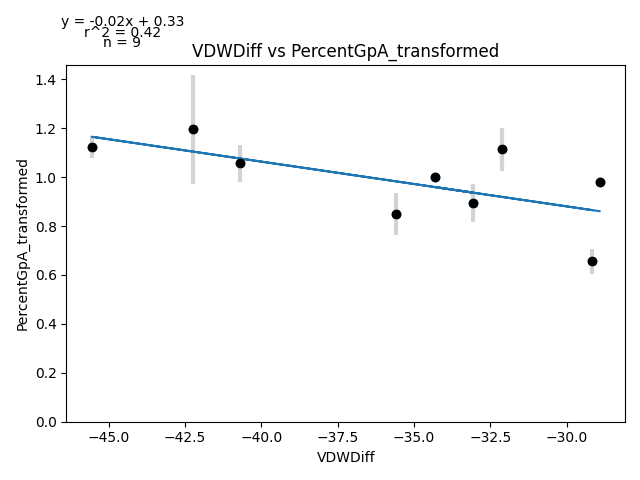 y = -0.02x + 0.33
r^2 = 0.42
n = 9
VDWDiff vs PercentGpA_transformed
PercentGpA_transformed
1.4
1.2
1.0
0.8
0.6
0.4
0.2
0.0
−45.0 −42.5 −40.0 −37.5 −35.0 −32.5 −30.0
VDWDiff